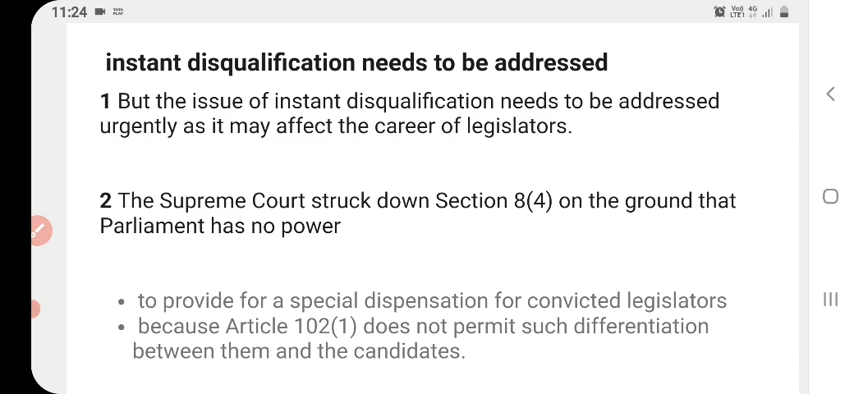 11:24
VoD 4G
LTE1
instant disqualification needs to be addressed
1 But the issue of instant disqualification needs to be addressed
urgently as it may affect the career of legislators.
2 The Supreme Court struck down Section 8(4) on the ground that
Parliament has no power
• to provide for a special dispensation for convicted legislators
• because Article 102(1) does not permit such differentiation
between them and the candidates.